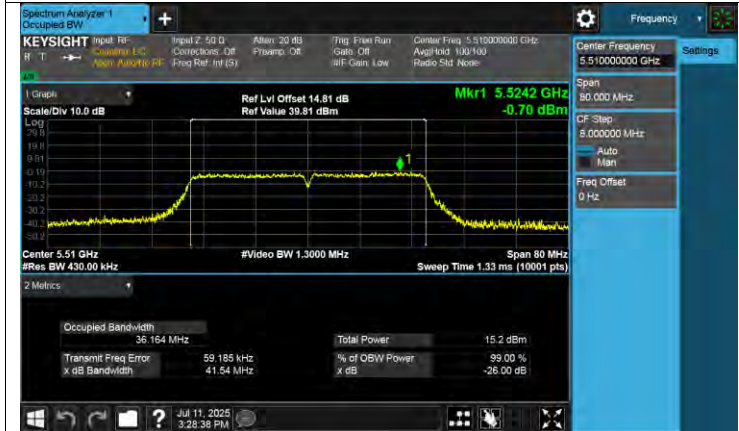 Spectrum Analyzer 1
Occupied BW
+
Frequency
KEYSIGHT Input: RF Input Z: 50 Ω Atten: 20 dB Trig: Free Run Center Freq: 5.510000000 GHz
R T Coupling: DC Corrections: Off Preamp: Off Gate: Off Avg|Hold: 100/100
Align: Auto/No RF Freq Ref: Int (S) #IF Gain: Low Radio Std: None
Center Frequency
5.510000000 GHz
Settings
Span
80.000 MHz
CF Step
8.000000 MHz
Auto
Man
Freq Offset
0 Hz
1 Graph
Ref Lvl Offset 14.81 dB
Mkr1 5.5242 GHz
Scale/Div 10.0 dB
Ref Value 39.81 dBm
-0.70 dBm
Log
29.8
19.8
9.81
-0.19
-10.2
-20.2
-30.2
-40.2
-50.2
1
Center 5.51 GHz
#Video BW 1.3000 MHz
Span 80 MHz
#Res BW 430.00 kHz
Sweep Time 1.33 ms (10001 pts)
2 Metrics
Occupied Bandwidth
36.164 MHz
Total Power 15.2 dBm
Transmit Freq Error 59.185 kHz
% of OBW Power 99.00 %
x dB Bandwidth 41.54 MHz
x dB -26.00 dB
?
Jul 11, 2025
3:28:38 PM